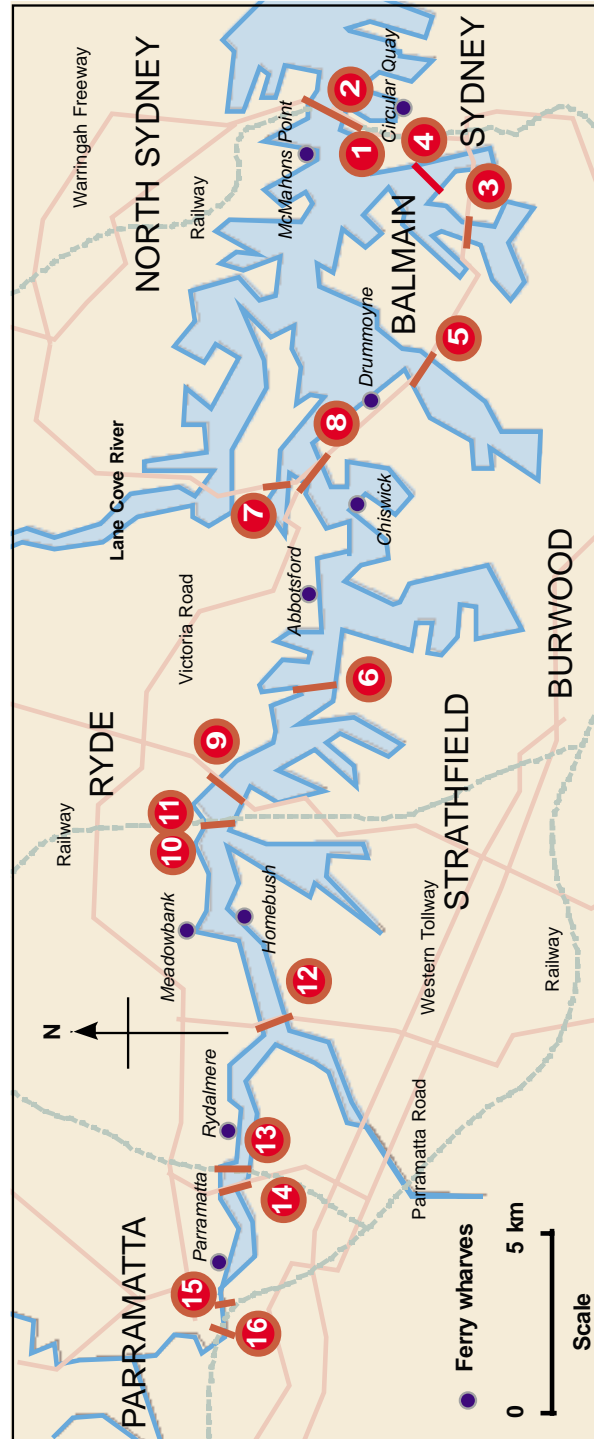 PARRAMATTA
RYDE
NORTH SYDNEY
Warringah Freeway
Railway
Railway
Lane Cove River
Victoria Road
McMahons Point
Circular Quay
SYDNEY
BALMAIN
Drummoyne
Chiswick
Abbotsford
Meadowbank
Homebush
Rydalmere
Parramatta
STRATHFIELD
BURWOOD
Western Tollway
Parramatta Road
Railway
N
1
2
3
4
5
6
7
8
9
10
11
12
13
14
15
16
Ferry wharves
0 5 km
Scale